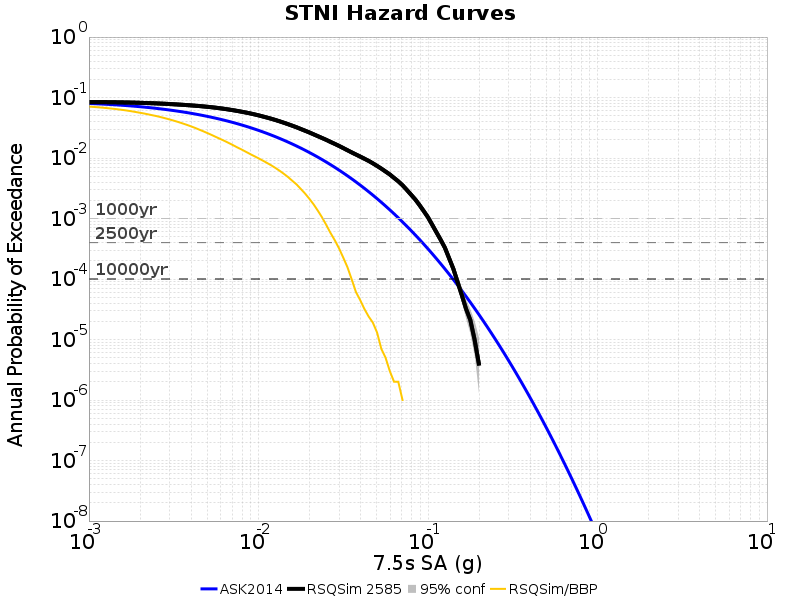 STNI Hazard Curves
Annual Probability of Exceedance
10^0
10^-1
10^-2
10^-3
10^-4
10^-5
10^-6
10^-7
10^-8
1000yr
2500yr
10000yr
10^-3 10^-2 10^-1 10^0 10^1
7.5s SA (g)
ASK2014 RSQSim 2585 95% conf RSQSim/BBP